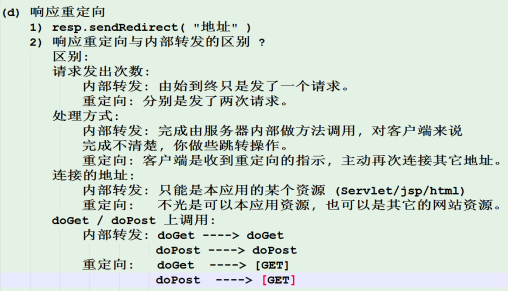 (d) 响应重定向
1) resp.sendRedirect( "地址" )
2) 响应重定向与内部转发的区别 ?
区别:
请求发出次数:
内部转发: 由始到终只是发了一个请求。
重定向: 分别是发了两次请求。
处理方式:
内部转发: 完成由服务器内部做方法调用, 对客户端来说
完成不清楚, 你做些跳转操作。
重定向: 客户端是收到重定向的指示, 主动再次连接其它地址。
连接的地址:
内部转发: 只能是本应用的某个资源 (Servlet/jsp/html)
重定向: 不光是可以本应用资源, 也可以是其它的网站资源。
doGet / doPost 上调用:
内部转发: doGet ----> doGet
doPost ----> doPost
重定向: doGet ----> [GET]
doPost ----> [GET]